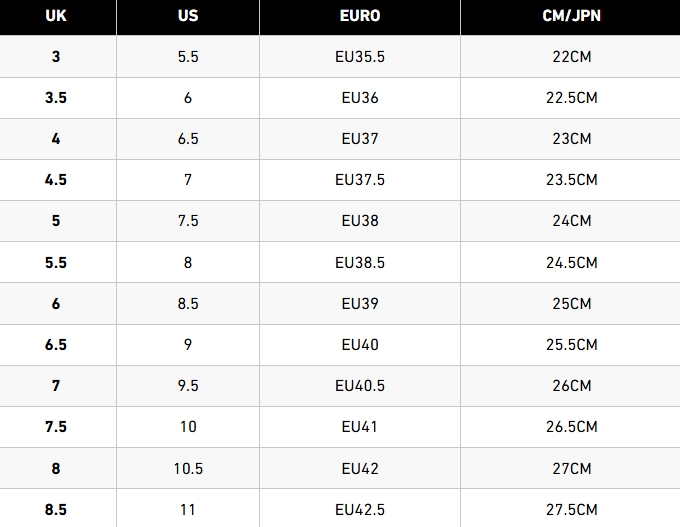 UK US EURO CM/JPN
3 5.5 EU35.5 22CM
3.5 6 EU36 22.5CM
4 6.5 EU37 23CM
4.5 7 EU37.5 23.5CM
5 7.5 EU38 24CM
5.5 8 EU38.5 24.5CM
6 8.5 EU39 25CM
6.5 9 EU40 25.5CM
7 9.5 EU40.5 26CM
7.5 10 EU41 26.5CM
8 10.5 EU42 27CM
8.5 11 EU42.5 27.5CM